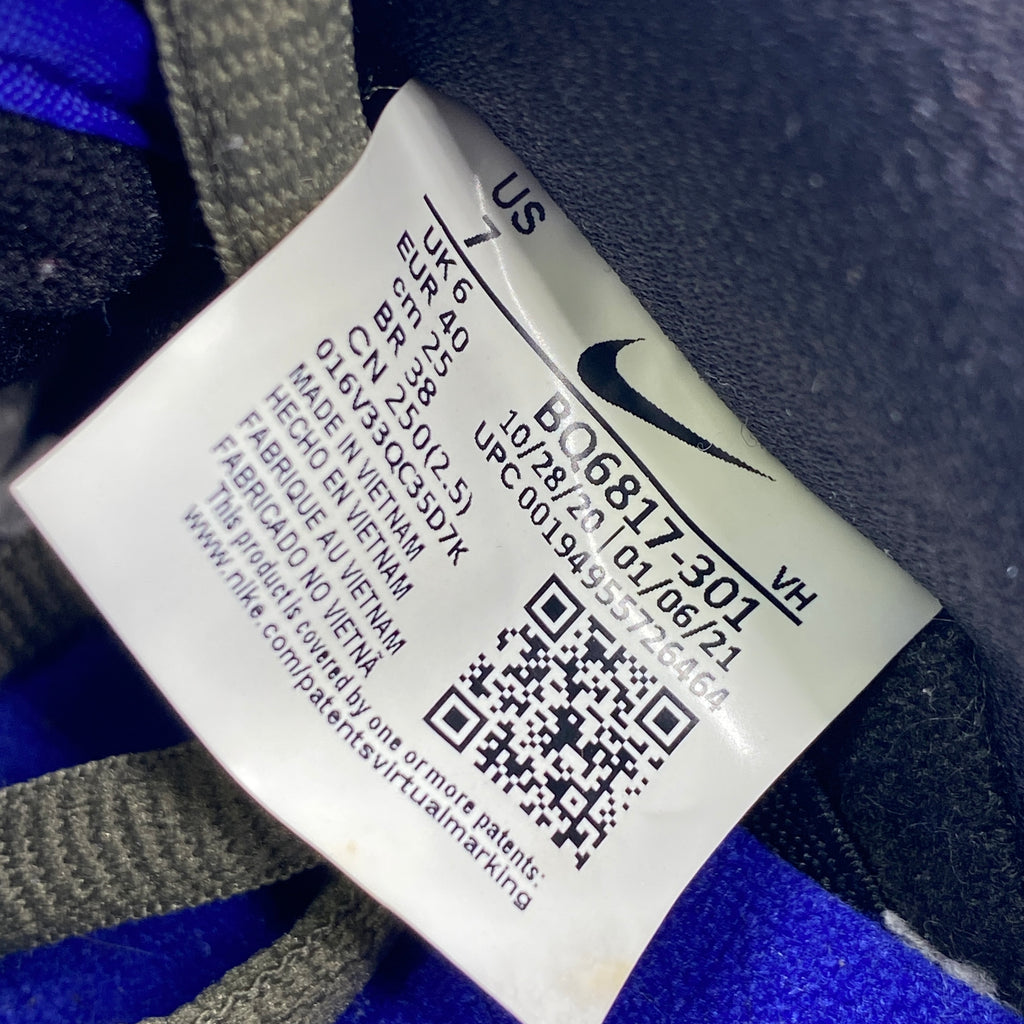 US
7
UK 6
EUR 40
cm 25
BR 38
CN 250(2.5)
016V33QC35D7K
MADE IN VIETNAM
HECHO EN VIETNAM
FABRIQUE AU VIETNAM
FABRICADO NO VIETNÃ
This product is covered by one or more patents:
www.nike.com/patentsvirtualmarking
BQ6817-301 VH
10/28/20 | 01/06/21
UPC 00194955726464